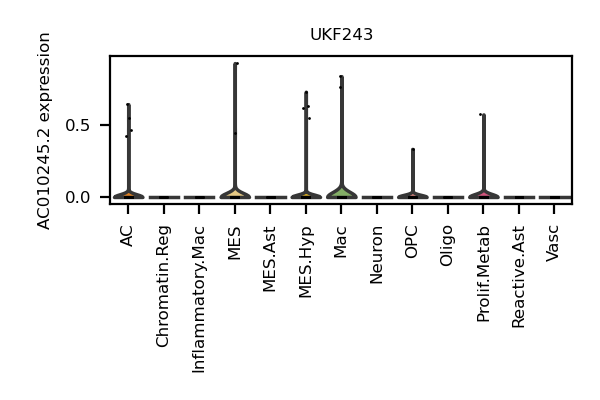 UKF243
AC010245.2 expression
0.5
0.0
AC
Chromatin.Reg
Inflammatory.Mac
MES
MES.Ast
MES.Hyp
Mac
Neuron
OPC
Oligo
Prolif.Metab
Reactive.Ast
Vasc